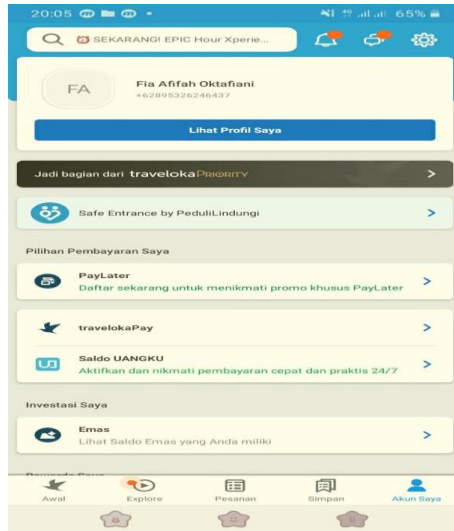 20:05
65%
SEKARANG! EPIC Hour Xperie...
FA
Fia Afifah Oktafiani
+62895326246437
Lihat Profil Saya
Jadi bagian dari traveloka PRIORITY
Safe Entrance by PeduliLindungi
Pilihan Pembayaran Saya
PayLater
Daftar sekarang untuk menikmati promo khusus PayLater
travelokaPay
Saldo UANGKU
Aktifkan dan nikmati pembayaran cepat dan praktis 24/7
Investasi Saya
Emas
Lihat Saldo Emas yang Anda miliki
Awal
Explore
Pesanan
Simpan
Akun Saya